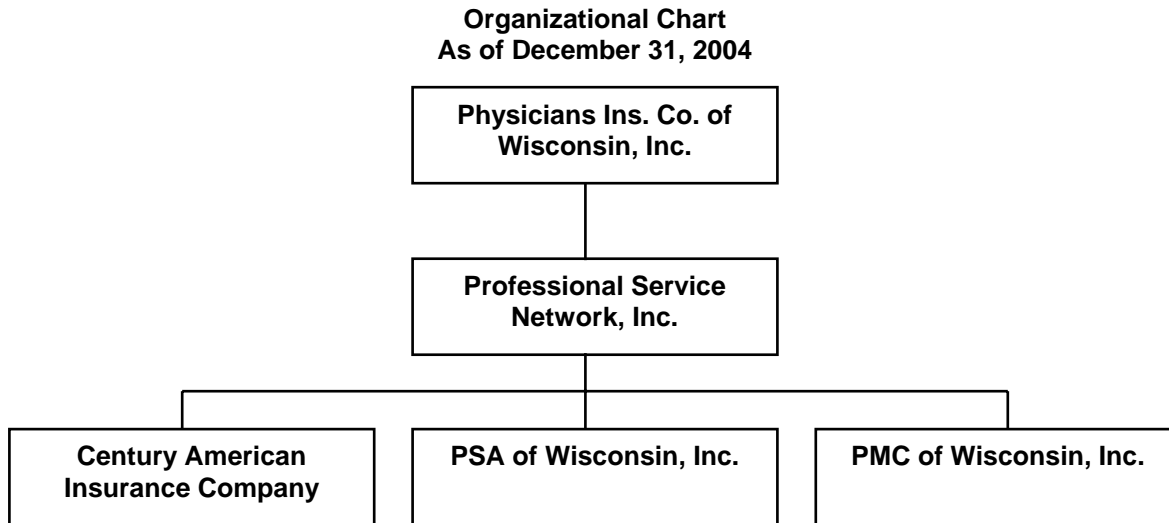 Organizational Chart
As of December 31, 2004
Physicians Ins. Co. of
Wisconsin, Inc.
Professional Service
Network, Inc.
Century American
Insurance Company
PSA of Wisconsin, Inc.
PMC of Wisconsin, Inc.